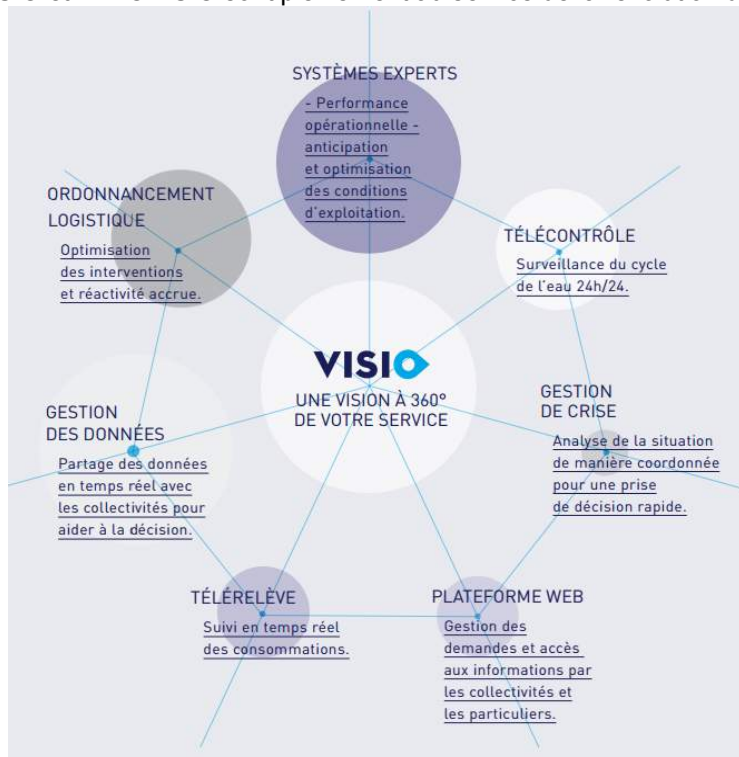 SYSTÈMES EXPERTS
- Performance
opérationnelle -
anticipation
et optimisation
des conditions
d'exploitation.
ORDONNANCEMENT
LOGISTIQUE
Optimisation
des interventions
et réactivité accrue.
TÉLÉCONTRÔLE
Surveillance du cycle
de l'eau 24h/24.
VISIO
UNE VISION À 360°
DE VOTRE SERVICE
GESTION
DES DONNÉES
Partage des données
en temps réel avec
les collectivités pour
aider à la décision.
GESTION
DE CRISE
Analyse de la situation
de manière coordonnée
pour une prise
de décision rapide.
TÉLÉRELÈVE
Suivi en temps réel
des consommations.
PLATEFORME WEB
Gestion des
demandes et accès
aux informations par
les collectivités et
les particuliers.